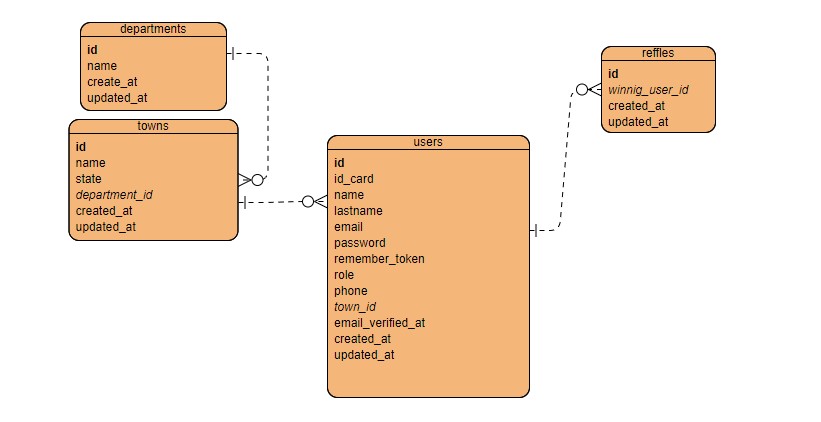 departments
id
name
create_at
updated_at
towns
id
name
state
department_id
created_at
updated_at
users
id
id_card
name
lastname
email
password
remember_token
role
phone
town_id
email_verified_at
created_at
updated_at
reffles
id
winnig_user_id
created_at
updated_at